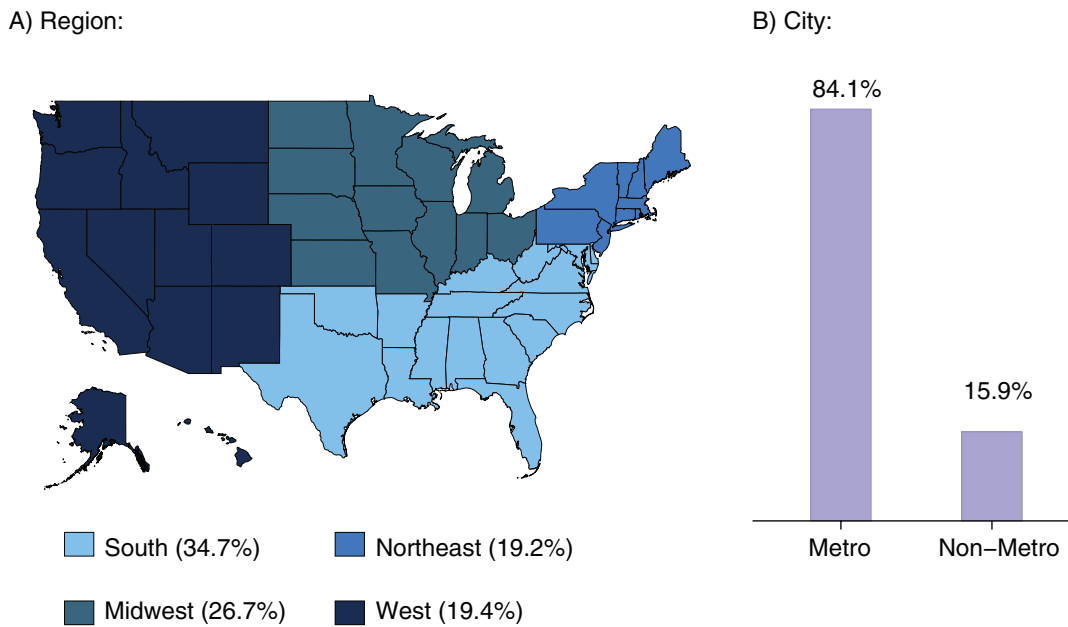 A) Region:
B) City:
84.1%
15.9%
Metro
Non−Metro
South (34.7%)
Northeast (19.2%)
Midwest (26.7%)
West (19.4%)